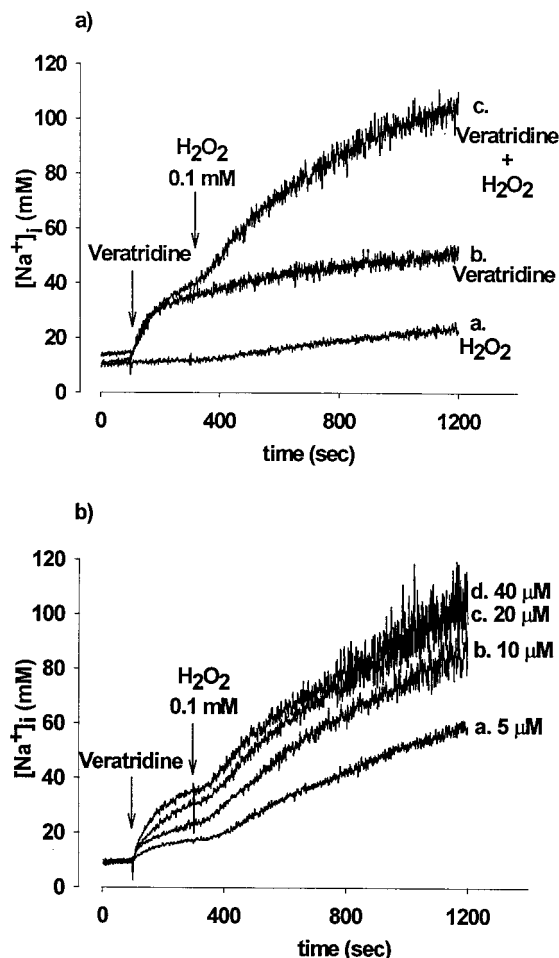 a)
120
100
80
60
40
20
0
[Na+]i (mM)
H2O2
0.1 mM
Veratridine
c.
Veratridine
+
H2O2
b.
Veratridine
a.
H2O2
0 400 800 1200
time (sec)
b)
120
100
80
60
40
20
0
[Na+]i (mM)
H2O2
0.1 mM
Veratridine
d. 40 µM
c. 20 µM
b. 10 µM
a. 5 µM
0 400 800 1200
time (sec)